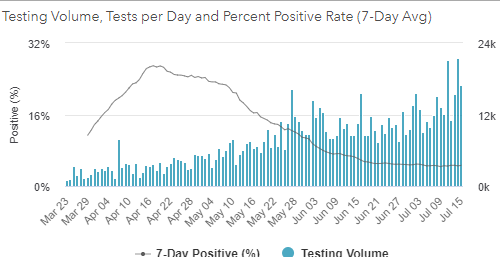 Testing Volume, Tests per Day and Percent Positive Rate (7-Day Avg)
32%
24k
16%
12k
0%
0k
Positive (%)
Mar 23
Mar 29
Apr 04
Apr 10
Apr 16
Apr 22
Apr 28
May 04
May 10
May 16
May 22
May 28
Jun 03
Jun 09
Jun 15
Jun 21
Jun 27
Jul 03
Jul 09
Jul 15
7-Day Positive (%)
Testing Volume